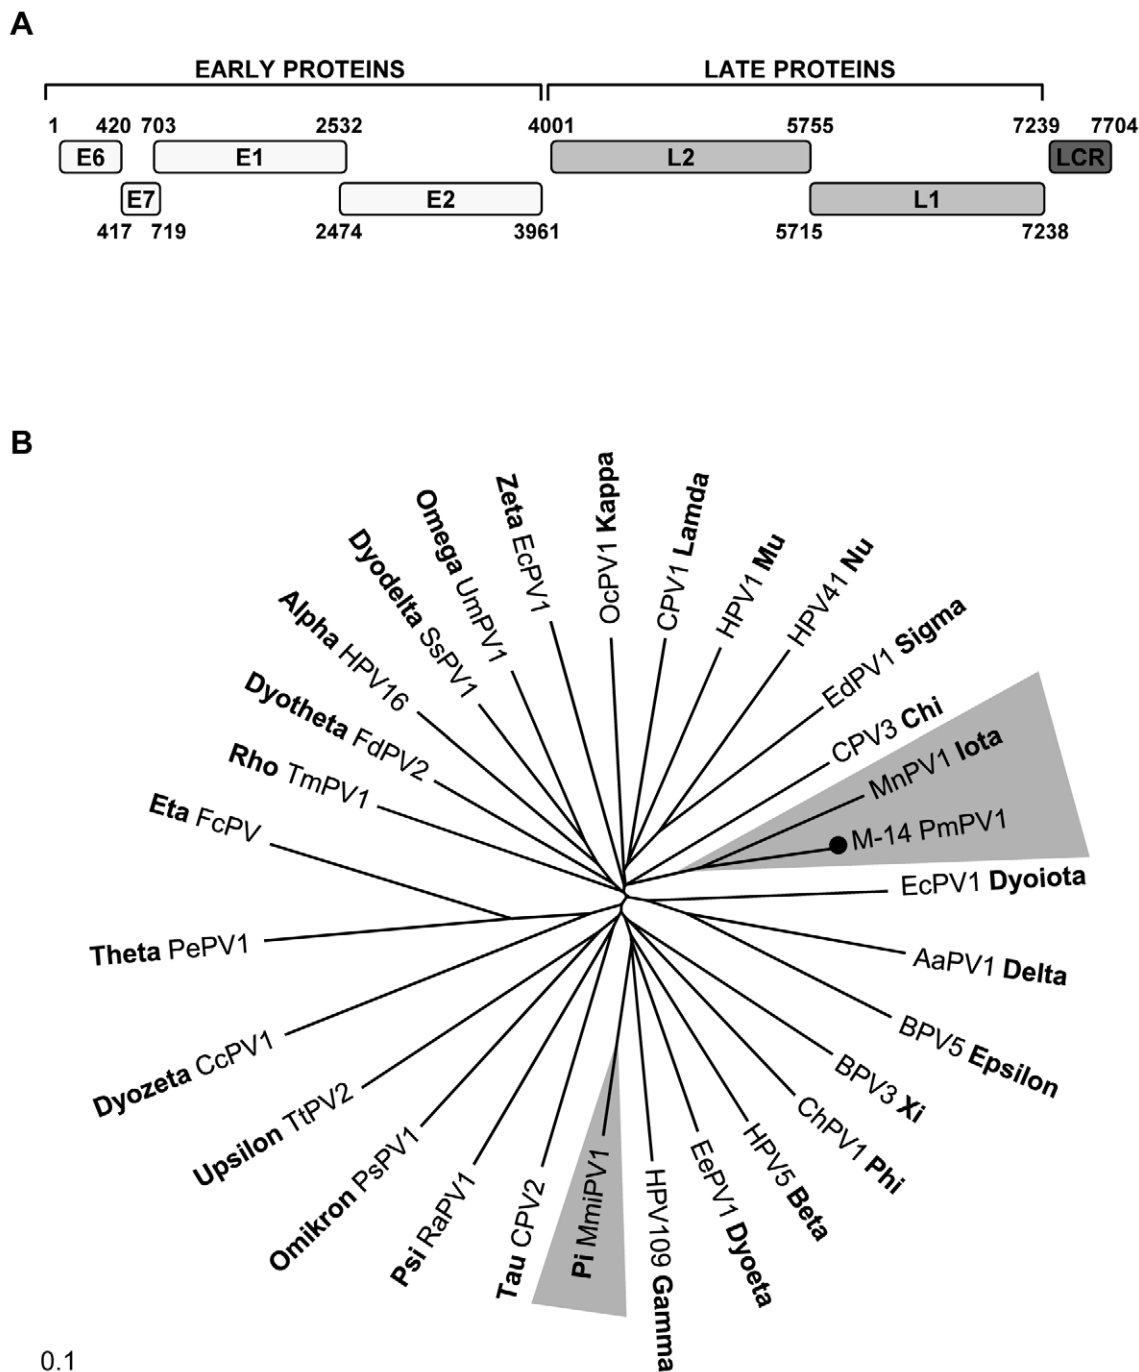 A
EARLY PROTEINS LATE PROTEINS
1 420 703 2532 4001 5755 7239 7704
E6 E1 L2 LCR
E7 E2 L1
417 719 2474 3961 5715 7238
B
OcPV1 Kappa
CPV1 Lamda
HPV1 Mu
HPV41 Nu
EdPV1 Sigma
CPV3 Chi
MnPV1 Iota
M-14 PmPV1
EcPV1 Dyoiota
AaPV1 Delta
BPV5 Epsilon
BPV3 Xi
ChPV1 Phi
HPV5 Beta
EePV1 Dyoeta
HPV109 Gamma
Pi MmiPV1
Tau CPV2
Psi RaPV1
Omikron PsPV1
Upsilon TtPV2
Dyozeta CcPV1
Theta PePV1
Eta FcPV
Rho TmPV1
Dyotheta FdPV2
Alpha HPV16
Dyodelta SsPV1
Omega UmPV1
Zeta EcPV1
0.1